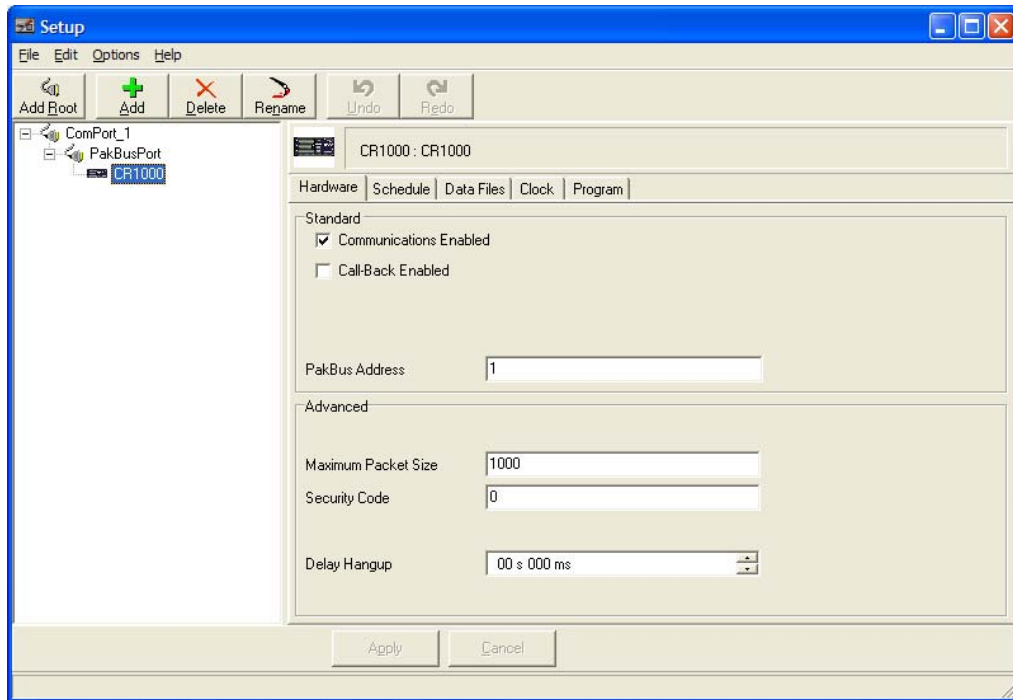 Setup
File Edit Options Help
Add Root Add Delete Rename Undo Redo
ComPort_1
PakBusPort
CR1000
CR1000 : CR1000
Hardware Schedule Data Files Clock Program
Standard
Communications Enabled
Call-Back Enabled
PakBus Address 1
Advanced
Maximum Packet Size 1000
Security Code 0
Delay Hangup 00 s 000 ms
Apply Cancel